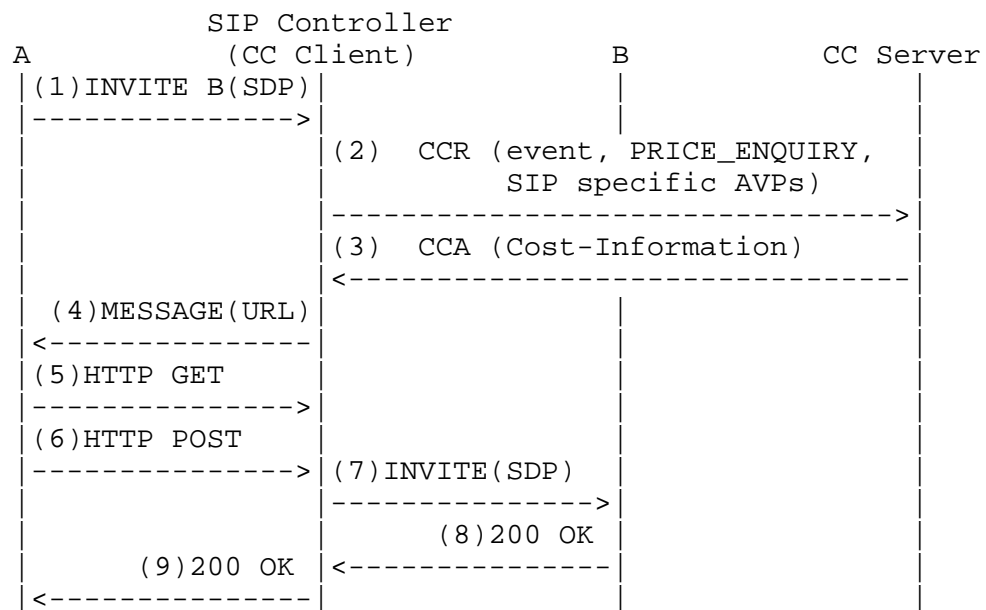 SIP Controller
A (CC Client) B CC Server
(1)INVITE B(SDP)
(2) CCR (event, PRICE_ENQUIRY,
SIP specific AVPs)
(3) CCA (Cost-Information)
(4)MESSAGE(URL)
(5)HTTP GET
(6)HTTP POST
(7)INVITE(SDP)
(8)200 OK
(9)200 OK